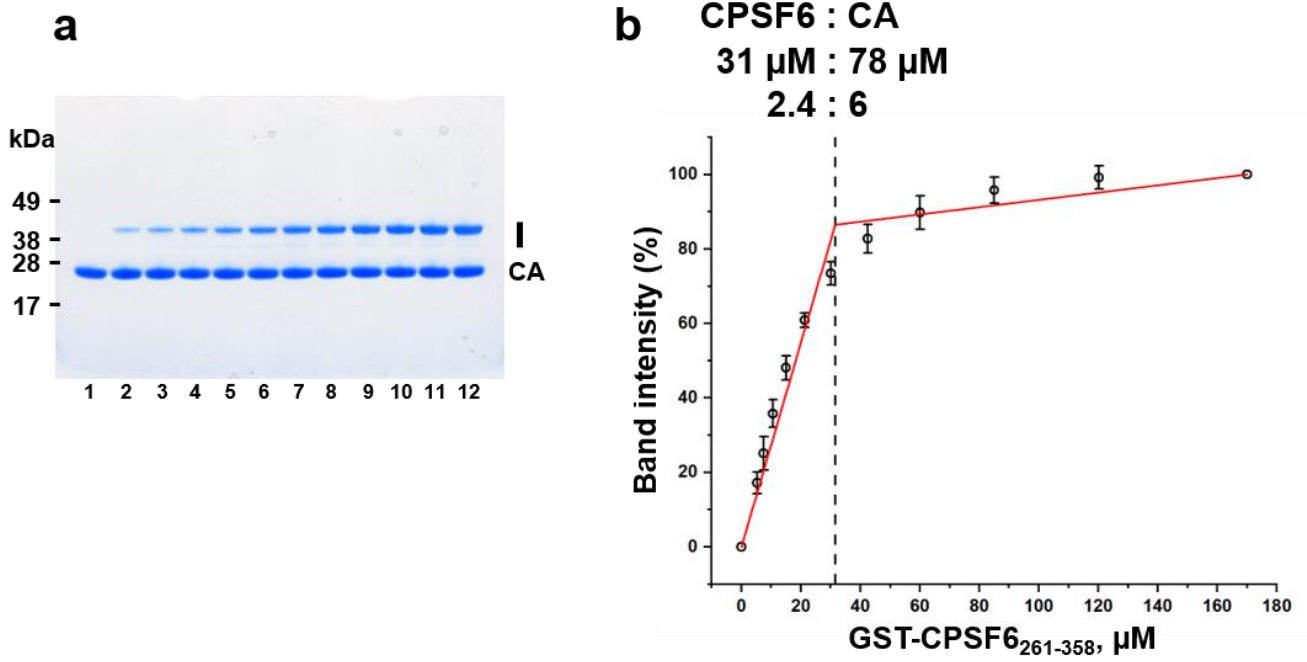 a
kDa
49
38
28
17
I
CA
1 2 3 4 5 6 7 8 9 10 11 12
b
CPSF6 : CA
31 µM : 78 µM
2.4 : 6
Band intensity (%)
100
80
60
40
20
0
0 20 40 60 80 100 120 140 160 180
GST-CPSF6261-358, µM